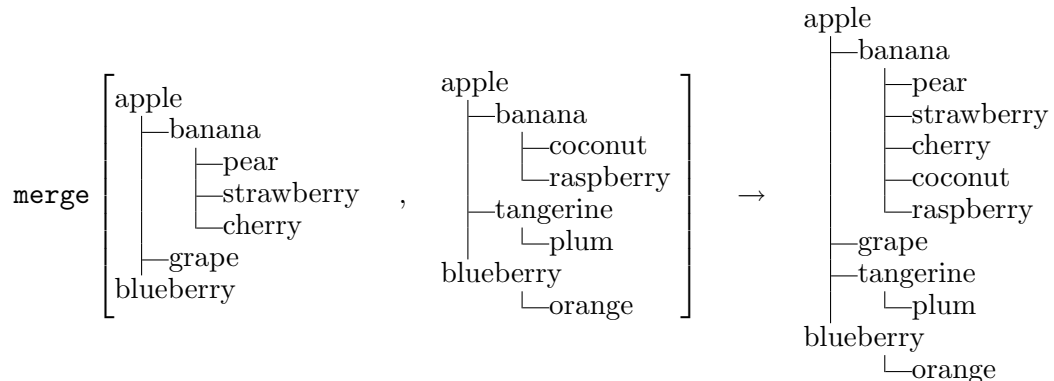 merge
apple
banana
pear
strawberry
cherry
grape
blueberry
,
apple
banana
coconut
raspberry
tangerine
plum
blueberry
orange
→
apple
banana
pear
strawberry
cherry
coconut
raspberry
grape
tangerine
plum
blueberry
orange